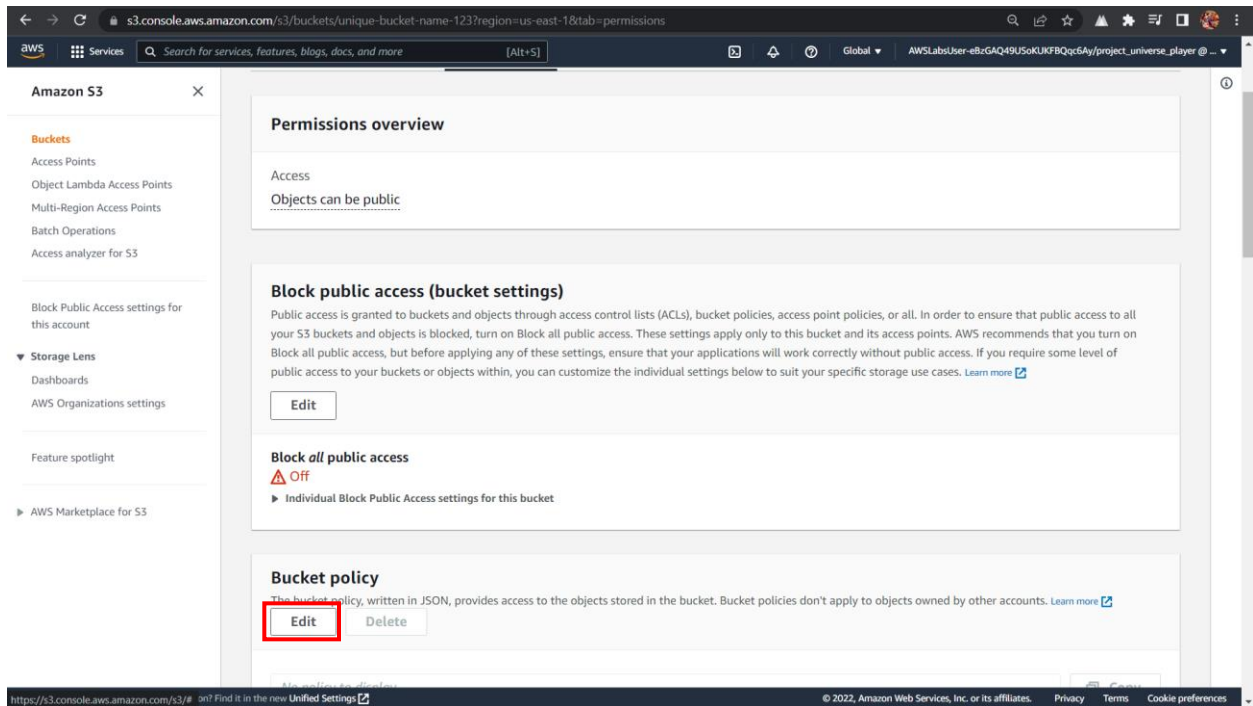 s3.console.aws.amazon.com/s3/buckets/unique-bucket-name-123?region=us-east-1&tab=permissions
aws
Services
Search for services, features, blogs, docs, and more
[Alt+S]
Global
AWSLabsUser-eBzGAQ49USoKUKFBQqc6Ay/project_universe_player @ ...
Amazon S3
Buckets
Access Points
Object Lambda Access Points
Multi-Region Access Points
Batch Operations
Access analyzer for S3
Block Public Access settings for
this account
Storage Lens
Dashboards
AWS Organizations settings
Feature spotlight
AWS Marketplace for S3
Permissions overview
Access
Objects can be public
Block public access (bucket settings)
Public access is granted to buckets and objects through access control lists (ACLs), bucket policies, access point policies, or all. In order to ensure that public access to all
your S3 buckets and objects is blocked, turn on Block all public access. These settings apply only to this bucket and its access points. AWS recommends that you turn on
Block all public access, but before applying any of these settings, ensure that your applications will work correctly without public access. If you require some level of
public access to your buckets or objects within, you can customize the individual settings below to suit your specific storage use cases. Learn more
Edit
Block all public access
Off
Individual Block Public Access settings for this bucket
Bucket policy
The bucket policy, written in JSON, provides access to the objects stored in the bucket. Bucket policies don't apply to objects owned by other accounts. Learn more
Edit
Delete
No policy to display
Copy
https://s3.console.aws.amazon.com/s3/#
on? Find it in the new Unified Settings
© 2022, Amazon Web Services, Inc. or its affiliates.
Privacy
Terms
Cookie preferences